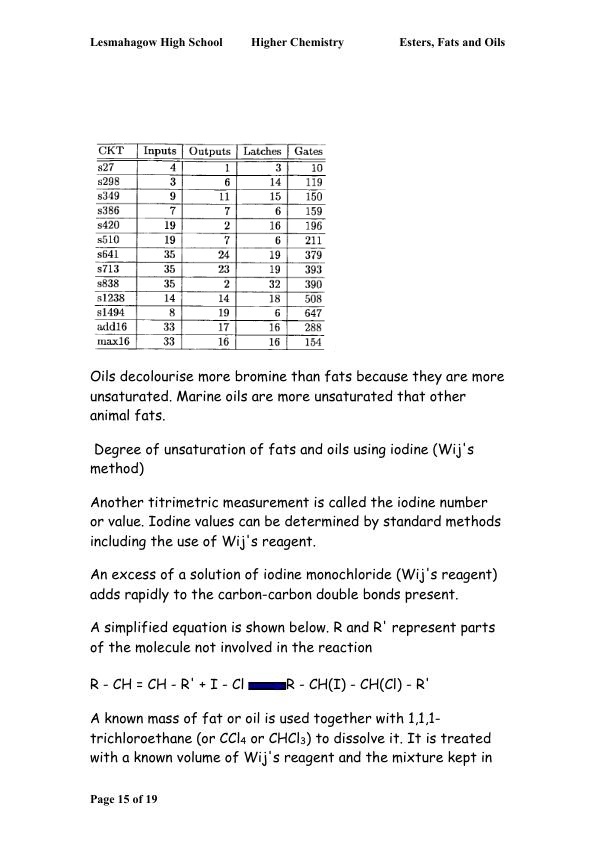 Lesmahagow High School Higher Chemistry Esters, Fats and Oils
CKT Inputs Outputs Latches Gates
s27 4 1 3 10
s298 3 6 14 119
s349 9 11 15 150
s386 7 7 6 159
s420 19 2 16 196
s510 19 7 6 211
s641 35 24 19 379
s713 35 23 19 393
s838 35 2 32 390
s1238 14 14 18 508
s1494 8 19 6 647
add16 33 17 16 288
max16 33 16 16 154
Oils decolourise more bromine than fats because they are more
unsaturated. Marine oils are more unsaturated that other
animal fats.
Degree of unsaturation of fats and oils using iodine (Wij's
method)
Another titrimetric measurement is called the iodine number
or value. Iodine values can be determined by standard methods
including the use of Wij's reagent.
An excess of a solution of iodine monochloride (Wij's reagent)
adds rapidly to the carbon-carbon double bonds present.
A simplified equation is shown below. R and R' represent parts
of the molecule not involved in the reaction
R - CH = CH - R' + I - Cl R - CH(I) - CH(Cl) - R'
A known mass of fat or oil is used together with 1,1,1-
trichloroethane (or CCl₄ or CHCl₃) to dissolve it. It is treated
with a known volume of Wij's reagent and the mixture kept in
Page 15 of 19